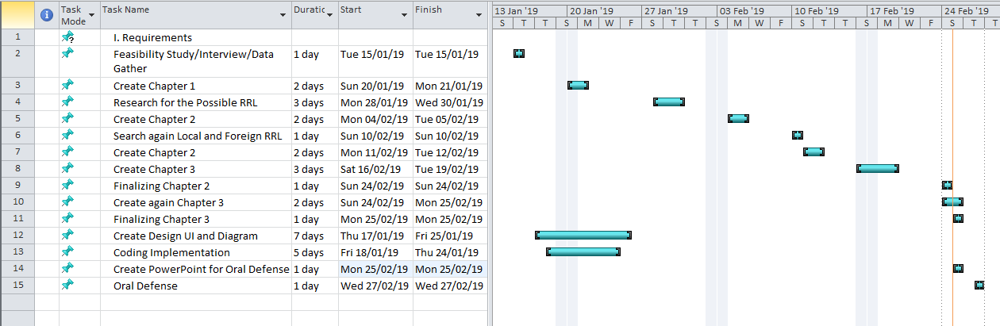 Task Mode Task Name Duratic Start Finish
13 Jan '19 20 Jan '19 27 Jan '19 03 Feb '19 10 Feb '19 17 Feb '19 24 Feb '19
S T T S M W F S T T S M W F S T T S M W F S T T
1 ? I. Requirements
2 Feasibility Study/Interview/Data Gather 1 day Tue 15/01/19 Tue 15/01/19
3 Create Chapter 1 2 days Sun 20/01/19 Mon 21/01/19
4 Research for the Possible RRL 3 days Mon 28/01/19 Wed 30/01/19
5 Create Chapter 2 2 days Mon 04/02/19 Tue 05/02/19
6 Search again Local and Foreign RRL 1 day Sun 10/02/19 Sun 10/02/19
7 Create Chapter 2 2 days Mon 11/02/19 Tue 12/02/19
8 Create Chapter 3 3 days Sat 16/02/19 Tue 19/02/19
9 Finalizing Chapter 2 1 day Sun 24/02/19 Sun 24/02/19
10 Create again Chapter 3 2 days Sun 24/02/19 Mon 25/02/19
11 Finalizing Chapter 3 1 day Mon 25/02/19 Mon 25/02/19
12 Create Design UI and Diagram 7 days Thu 17/01/19 Fri 25/01/19
13 Coding Implementation 5 days Fri 18/01/19 Thu 24/01/19
14 Create PowerPoint for Oral Defense 1 day Mon 25/02/19 Mon 25/02/19
15 Oral Defense 1 day Wed 27/02/19 Wed 27/02/19